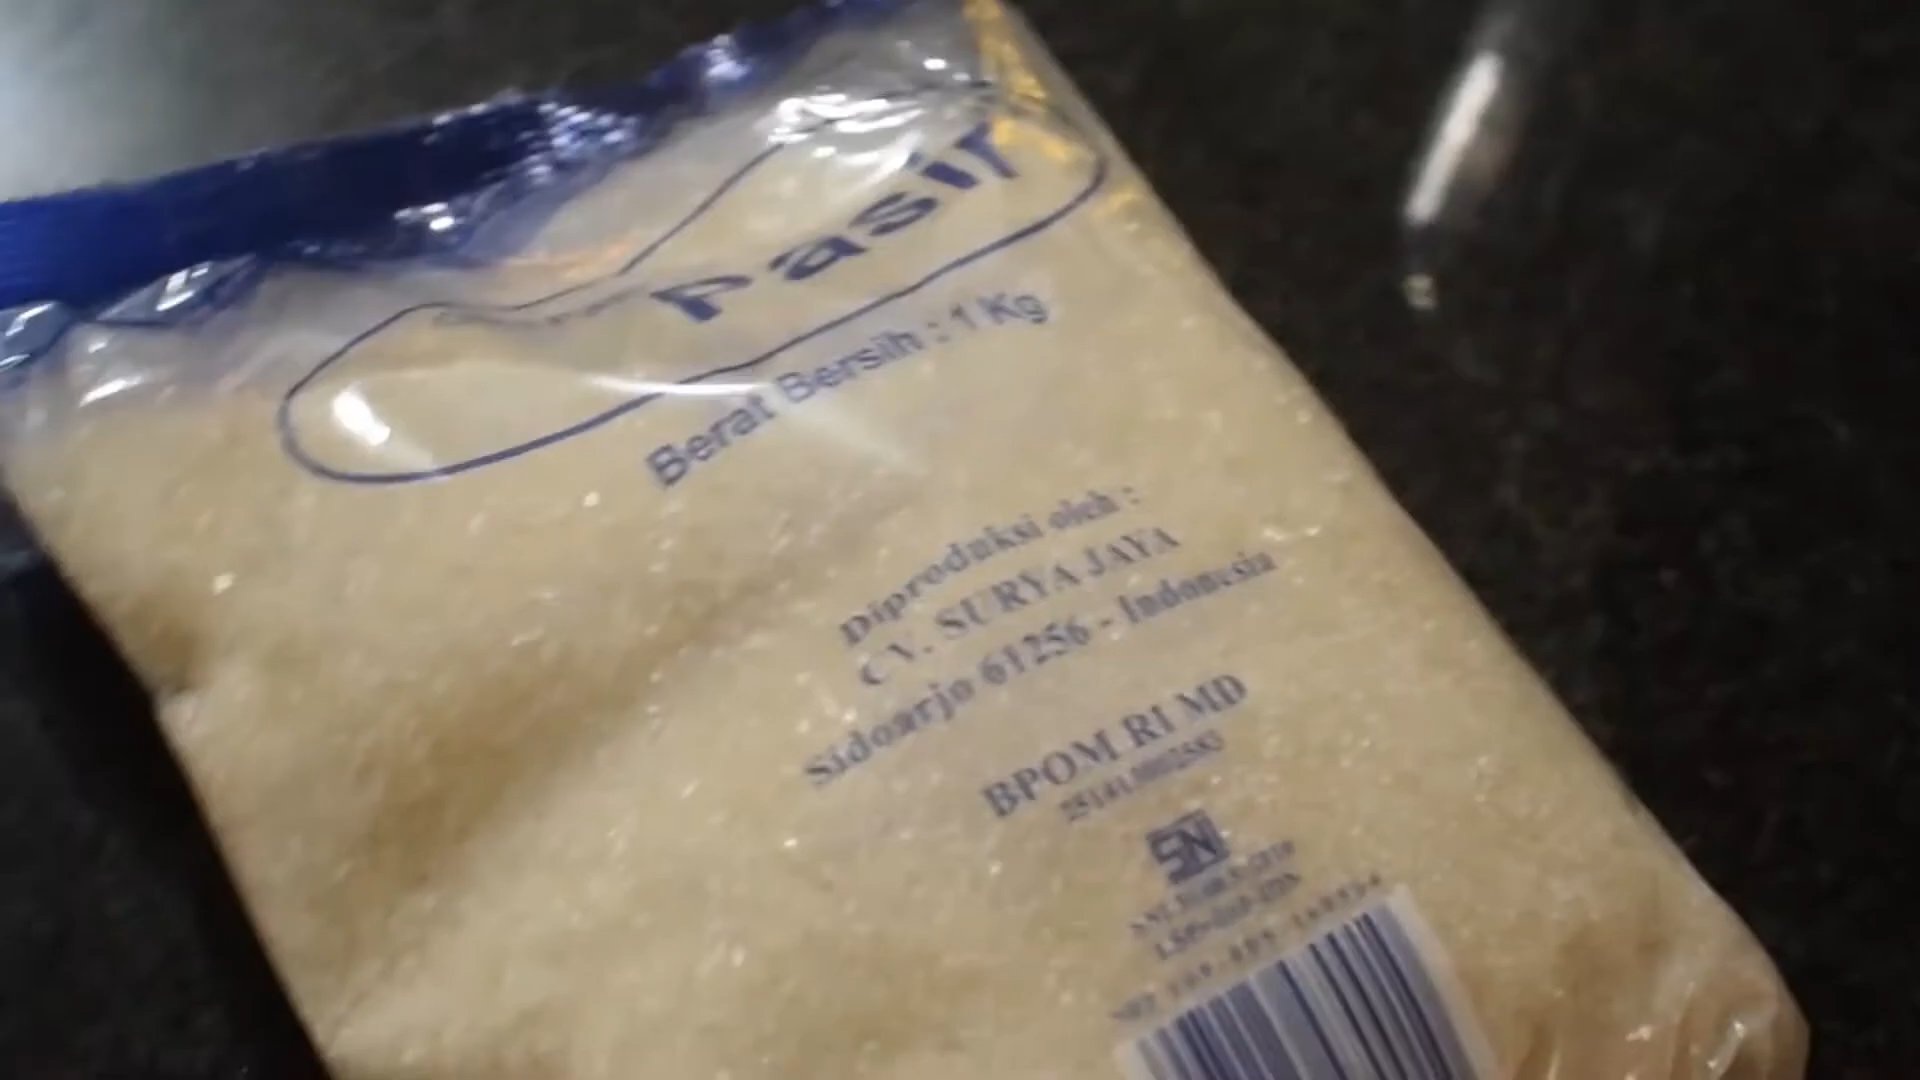 Pasir
Berat Bersih : 1 Kg
Diproduksi oleh :
CV. SURYA JAYA
Sidoarjo 61256 - Indonesia
BPOM RI MD
SNI